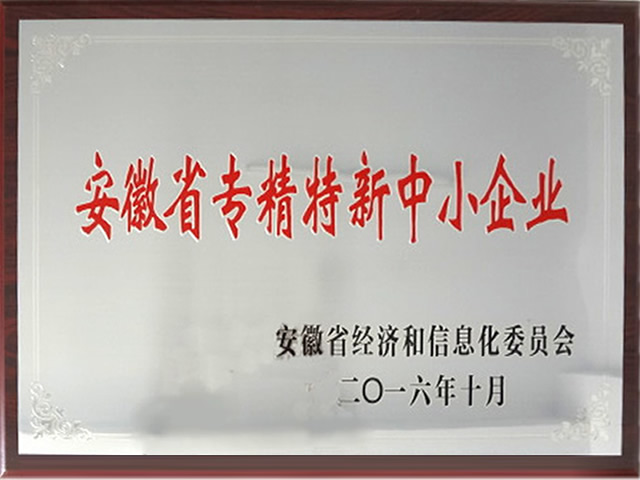 安徽省专精特新中小企业
安徽省经济和信息化委员会
二〇一六年十月